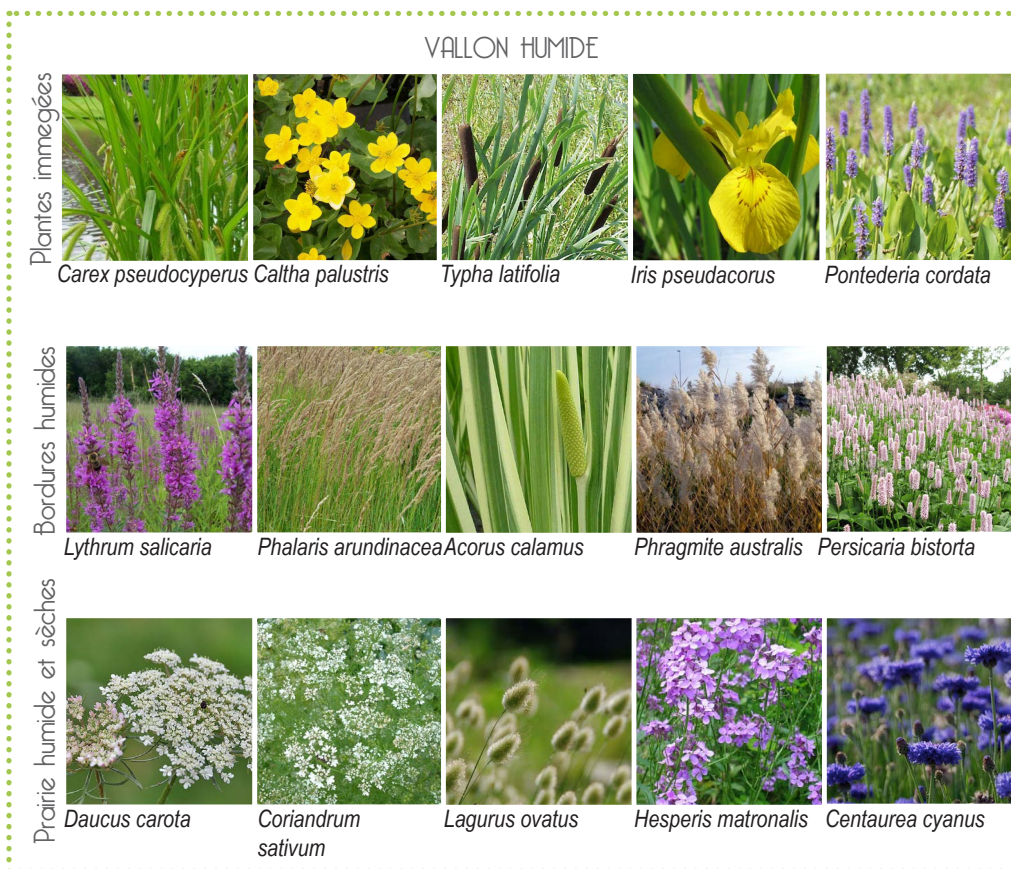 VALLON HUMIDE
Plantes immegées
Carex pseudocyperus
Caltha palustris
Typha latifolia
Iris pseudacorus
Pontederia cordata
Bordures humides
Lythrum salicaria
Phalaris arundinacea
Acorus calamus
Phragmite australis
Persicaria bistorta
Prairie humide et sèches
Daucus carota
Coriandrum
sativum
Lagurus ovatus
Hesperis matronalis
Centaurea cyanus